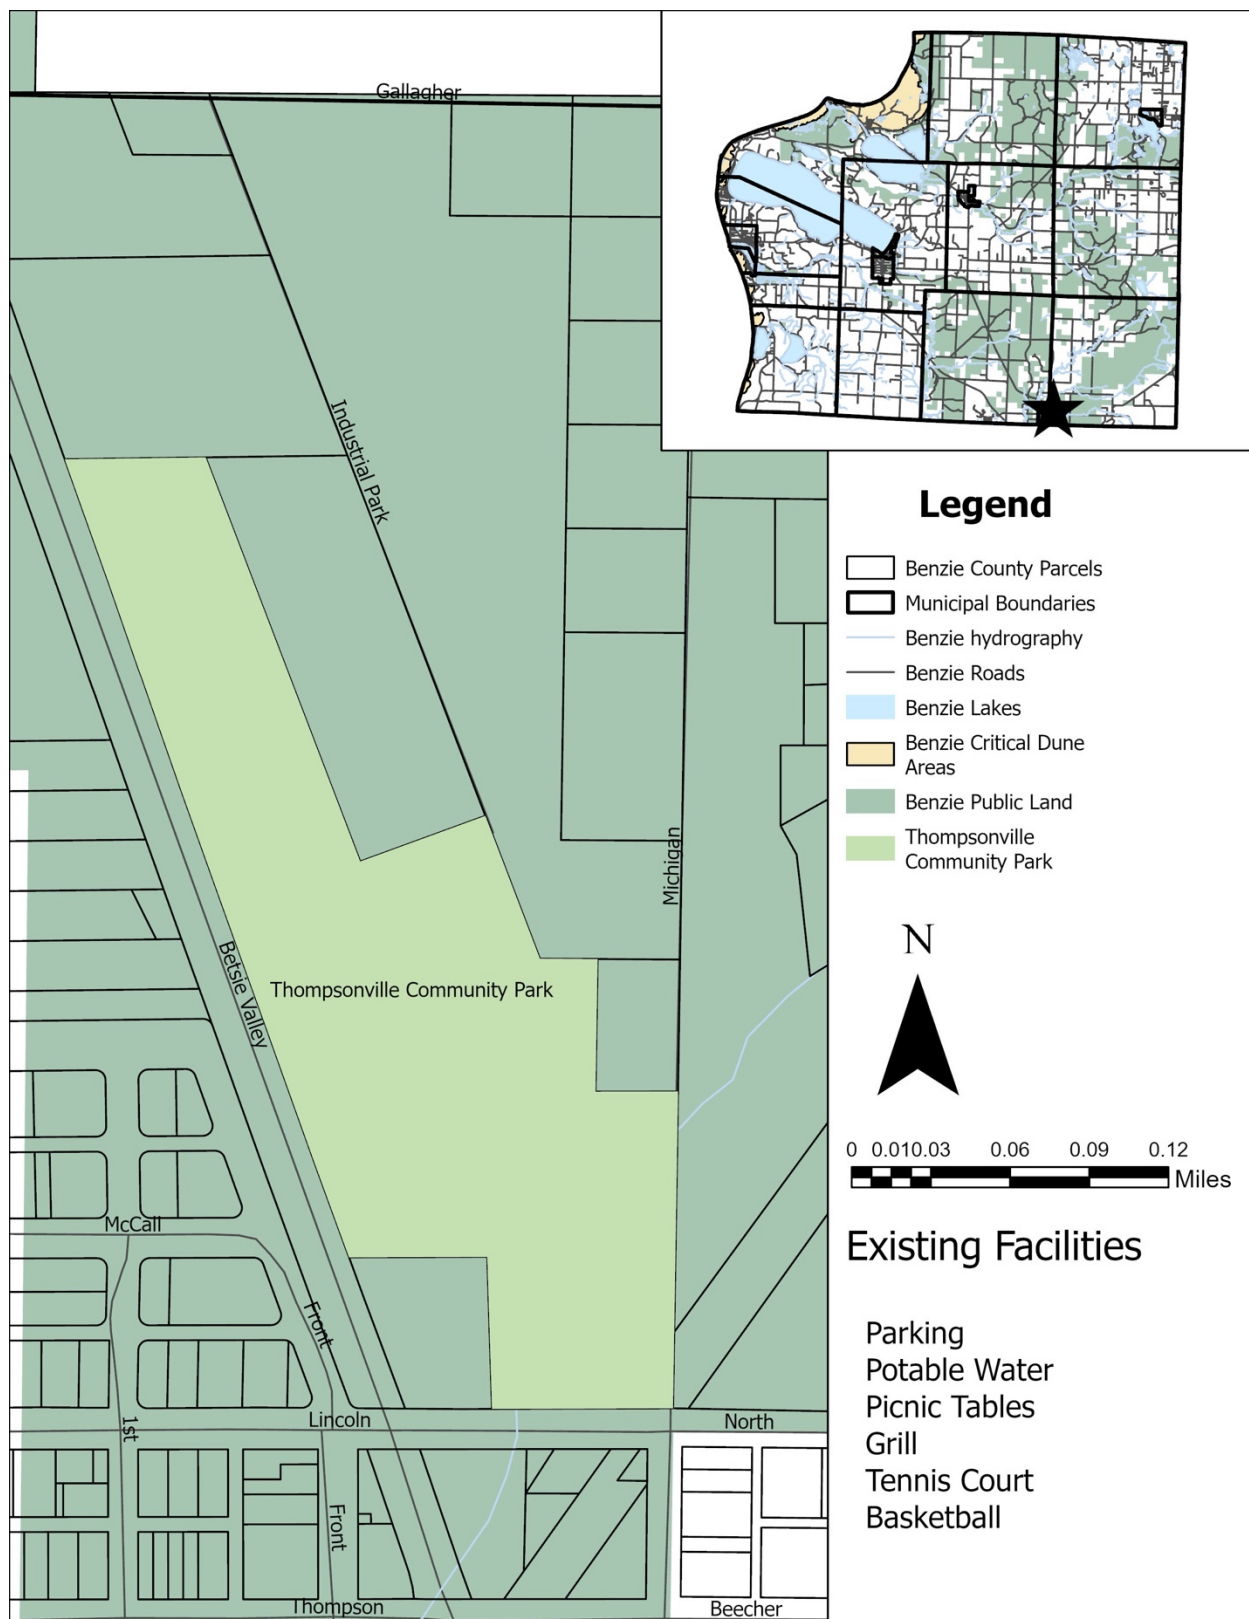 Gallagher
Industrial Park
Michigan
Betsie Valley
Thompsonville Community Park
McCall
Front
1st
Lincoln
North
Front
Thompson
Beecher
Legend
Benzie County Parcels
Municipal Boundaries
Benzie hydrography
Benzie Roads
Benzie Lakes
Benzie Critical Dune
Areas
Benzie Public Land
Thompsonville
Community Park
N
0 0.010.03 0.06 0.09 0.12
Miles
Existing Facilities
Parking
Potable Water
Picnic Tables
Grill
Tennis Court
Basketball